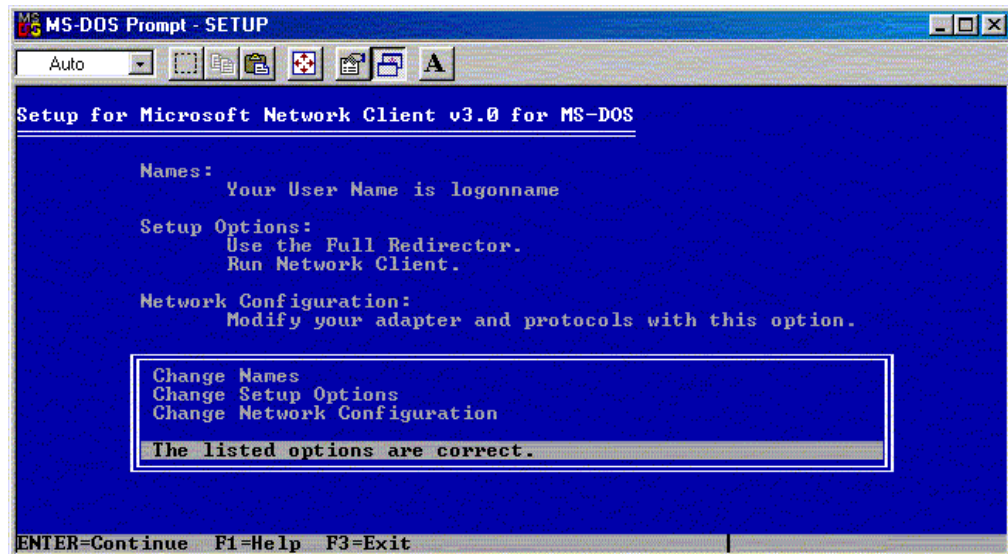 MS-DOS Prompt - SETUP
Auto
A
Setup for Microsoft Network Client v3.0 for MS-DOS
Names:
Your User Name is logonname
Setup Options:
Use the Full Redirector.
Run Network Client.
Network Configuration:
Modify your adapter and protocols with this option.
Change Names
Change Setup Options
Change Network Configuration
The listed options are correct.
ENTER=Continue F1=Help F3=Exit